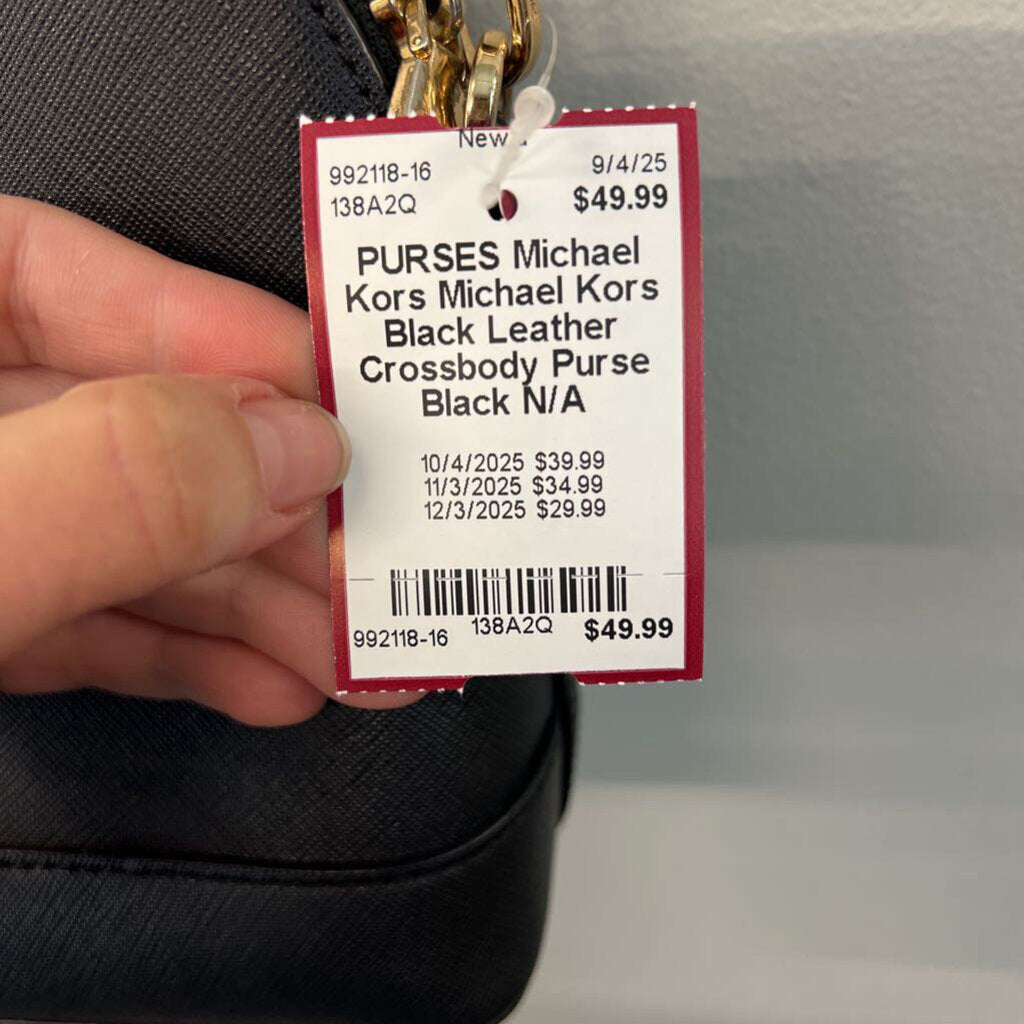 New
992118-16 9/4/25
138A2Q $49.99
PURSES Michael
Kors Michael Kors
Black Leather
Crossbody Purse
Black N/A
10/4/2025 $39.99
11/3/2025 $34.99
12/3/2025 $29.99
992118-16 138A2Q $49.99